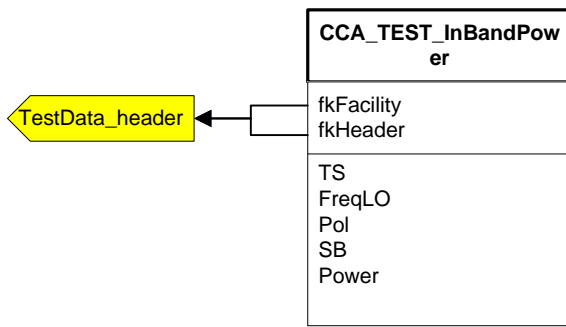 CCA_TEST_InBandPow
er
TestData_header
fkFacility
fkHeader
TS
FreqLO
Pol
SB
Power